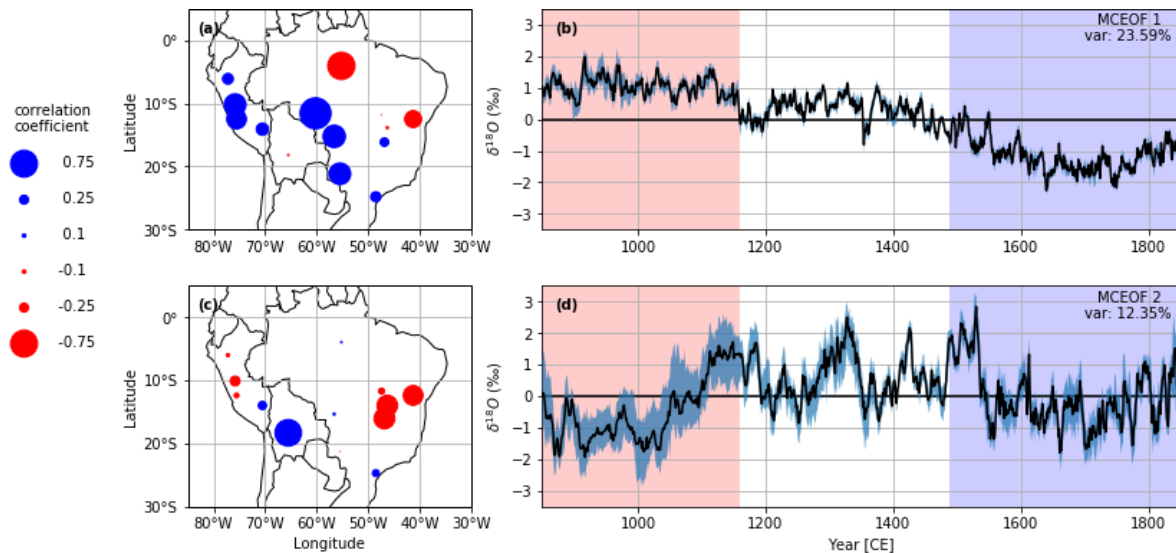 correlation
coefficient
0.75
0.25
0.1
-0.1
-0.25
-0.75
(a)
Latitude
0°
10°S
20°S
30°S
80°W 70°W 60°W 50°W 40°W 30°W
(b)
MCEOF 1
var: 23.59%
δ¹⁸O (‰)
3
2
1
0
−1
−2
−3
1000 1200 1400 1600 1800
(c)
Latitude
0°
10°S
20°S
30°S
80°W 70°W 60°W 50°W 40°W 30°W
Longitude
(d)
MCEOF 2
var: 12.35%
δ¹⁸O (‰)
3
2
1
0
−1
−2
−3
1000 1200 1400 1600 1800
Year [CE]